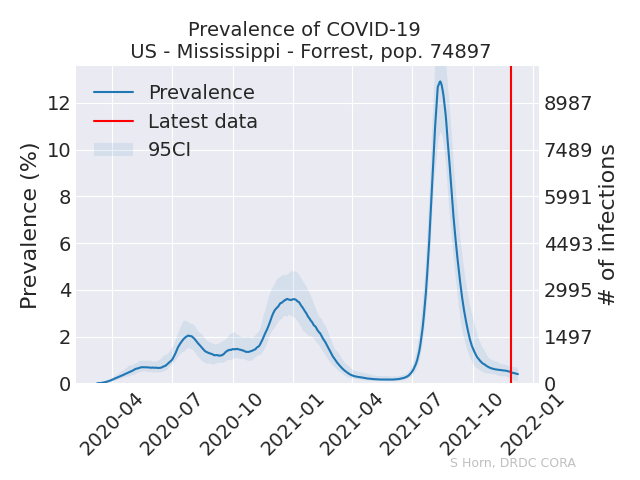 Prevalence of COVID-19
US - Mississippi - Forrest, pop. 74897
Prevalence
Latest data
95CI
Prevalence (%)
12
10
8
6
4
2
0
8987
7489
5991
4493
2995
1497
0
# of infections
2020-04
2020-07
2020-10
2021-01
2021-04
2021-07
2021-10
2022-01
S Horn, DRDC CORA